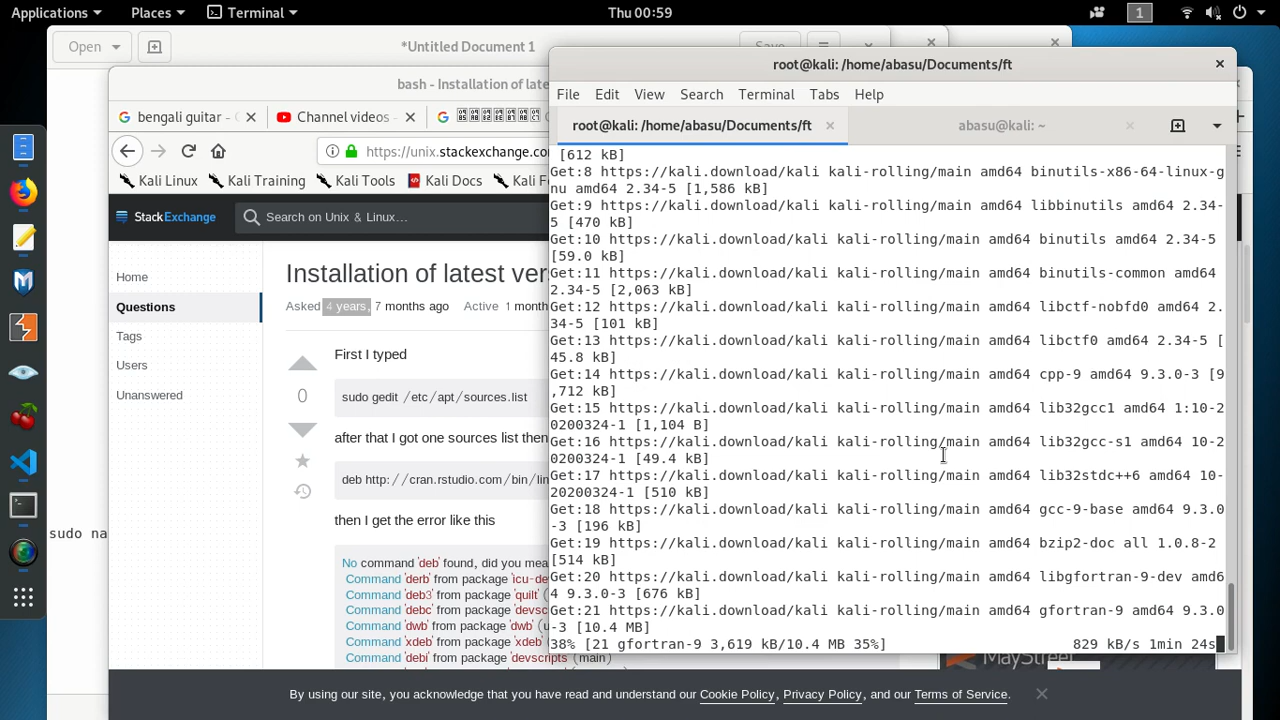 Applications
Places
Terminal
Thu 00:59
1
Open
*Untitled Document 1
Save
bash - Installation of late
bengali guitar -
Channel videos -
https://unix.stackexchange.co
Kali Linux
Kali Training
Kali Tools
Kali Docs
StackExchange
Search on Unix & Linux…
Home
Questions
Tags
Users
Unanswered
Installation of latest ver
Asked 4 years, 7 months ago Active 1 month
0
First I typed
sudo gedit /etc/apt/sources.list
after that I got one sources list then
deb http://cran.rstudio.com/bin/lin
then I get the error like this
No command 'deb' found, did you mean
Command 'derb' from package 'icu-de
Command 'deb3' from package 'quilt' (
Command 'debc' from package 'devsc
Command 'dwb' from package 'dwb' (u
Command 'xdeb' from package 'xdeb' (
Command 'debi' from package 'devscripts' (main)
sudo na
root@kali: /home/abasu/Documents/ft
File Edit View Search Terminal Tabs Help
root@kali: /home/abasu/Documents/ft
abasu@kali: ~
[612 kB]
Get:8 https://kali.download/kali kali-rolling/main amd64 binutils-x86-64-linux-g
nu amd64 2.34-5 [1,586 kB]
Get:9 https://kali.download/kali kali-rolling/main amd64 libbinutils amd64 2.34-
5 [470 kB]
Get:10 https://kali.download/kali kali-rolling/main amd64 binutils amd64 2.34-5
[59.0 kB]
Get:11 https://kali.download/kali kali-rolling/main amd64 binutils-common amd64
2.34-5 [2,063 kB]
Get:12 https://kali.download/kali kali-rolling/main amd64 libctf-nobfd0 amd64 2.
34-5 [101 kB]
Get:13 https://kali.download/kali kali-rolling/main amd64 libctf0 amd64 2.34-5 [
45.8 kB]
Get:14 https://kali.download/kali kali-rolling/main amd64 cpp-9 amd64 9.3.0-3 [9
,712 kB]
Get:15 https://kali.download/kali kali-rolling/main amd64 lib32gcc1 amd64 1:10-2
0200324-1 [1,104 B]
Get:16 https://kali.download/kali kali-rolling/main amd64 lib32gcc-s1 amd64 10-2
0200324-1 [49.4 kB]
Get:17 https://kali.download/kali kali-rolling/main amd64 lib32stdc++6 amd64 10-
20200324-1 [510 kB]
Get:18 https://kali.download/kali kali-rolling/main amd64 gcc-9-base amd64 9.3.0
-3 [196 kB]
Get:19 https://kali.download/kali kali-rolling/main amd64 bzip2-doc all 1.0.8-2
[514 kB]
Get:20 https://kali.download/kali kali-rolling/main amd64 libgfortran-9-dev amd6
4 9.3.0-3 [676 kB]
Get:21 https://kali.download/kali kali-rolling/main amd64 gfortran-9 amd64 9.3.0
-3 [10.4 MB]
38% [21 gfortran-9 3,619 kB/10.4 MB 35%] 829 kB/s 1min 24s
MayStreet
By using our site, you acknowledge that you have read and understand our Cookie Policy, Privacy Policy, and our Terms of Service.